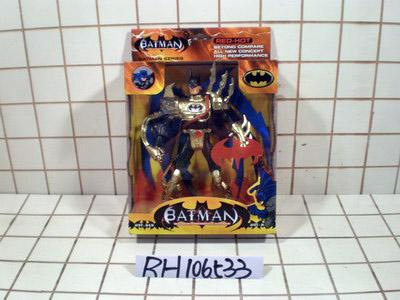 BATMAN
BATMAN SERIES
RED-HOT
BEYOND COMPARE
ALL NEW CONCEPT
HIGH PERFORMANCE
BATMAN
RH106533